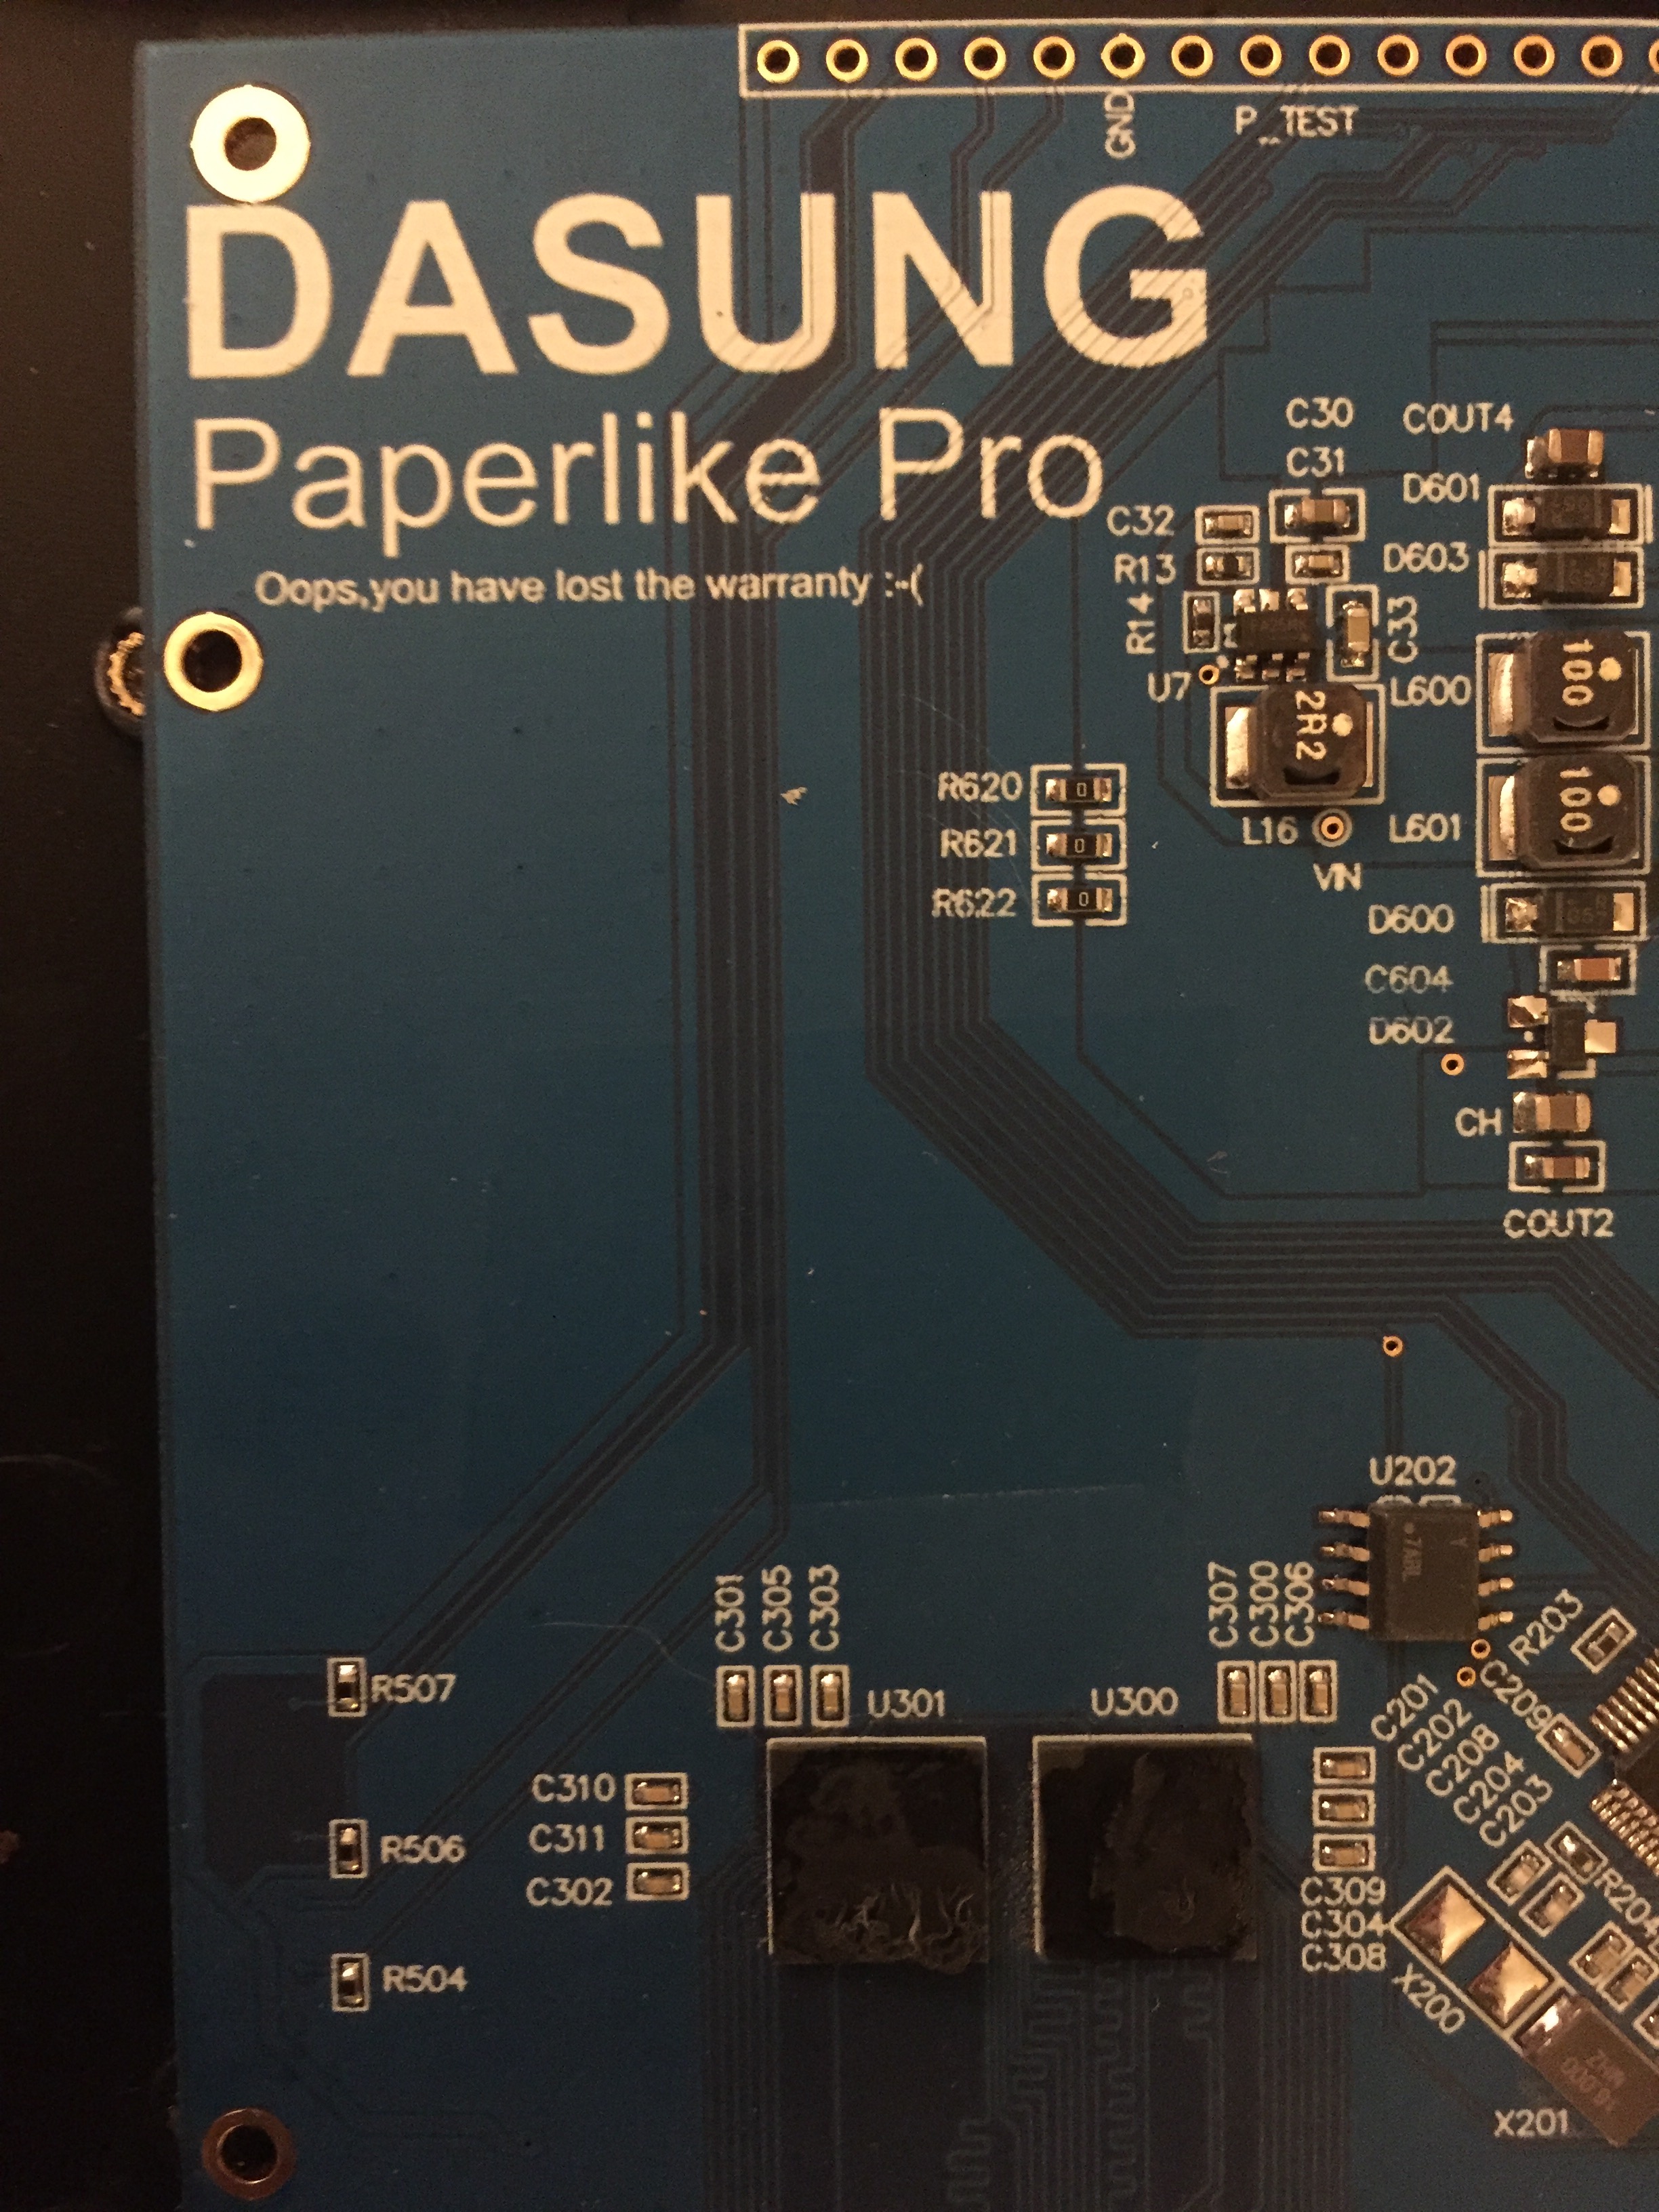 GND
P_TEST
DASUNG
Paperlike Pro
Oops,you have lost the warranty :-(
C30
C31
C32
R13
R14
C33
U7
2R2
L16
VIN
COUT4
D601
D603
L600
100
L601
100
D600
C604
D602
CH
COUT2
R620
0
R621
0
R622
0
U202
Y
R203
C301
C305
C303
C307
C300
C306
U301
U300
C201
C202
C208
C204
C203
C209
R204
R507
R506
R504
C310
C311
C302
C309
C304
C308
X200
X201